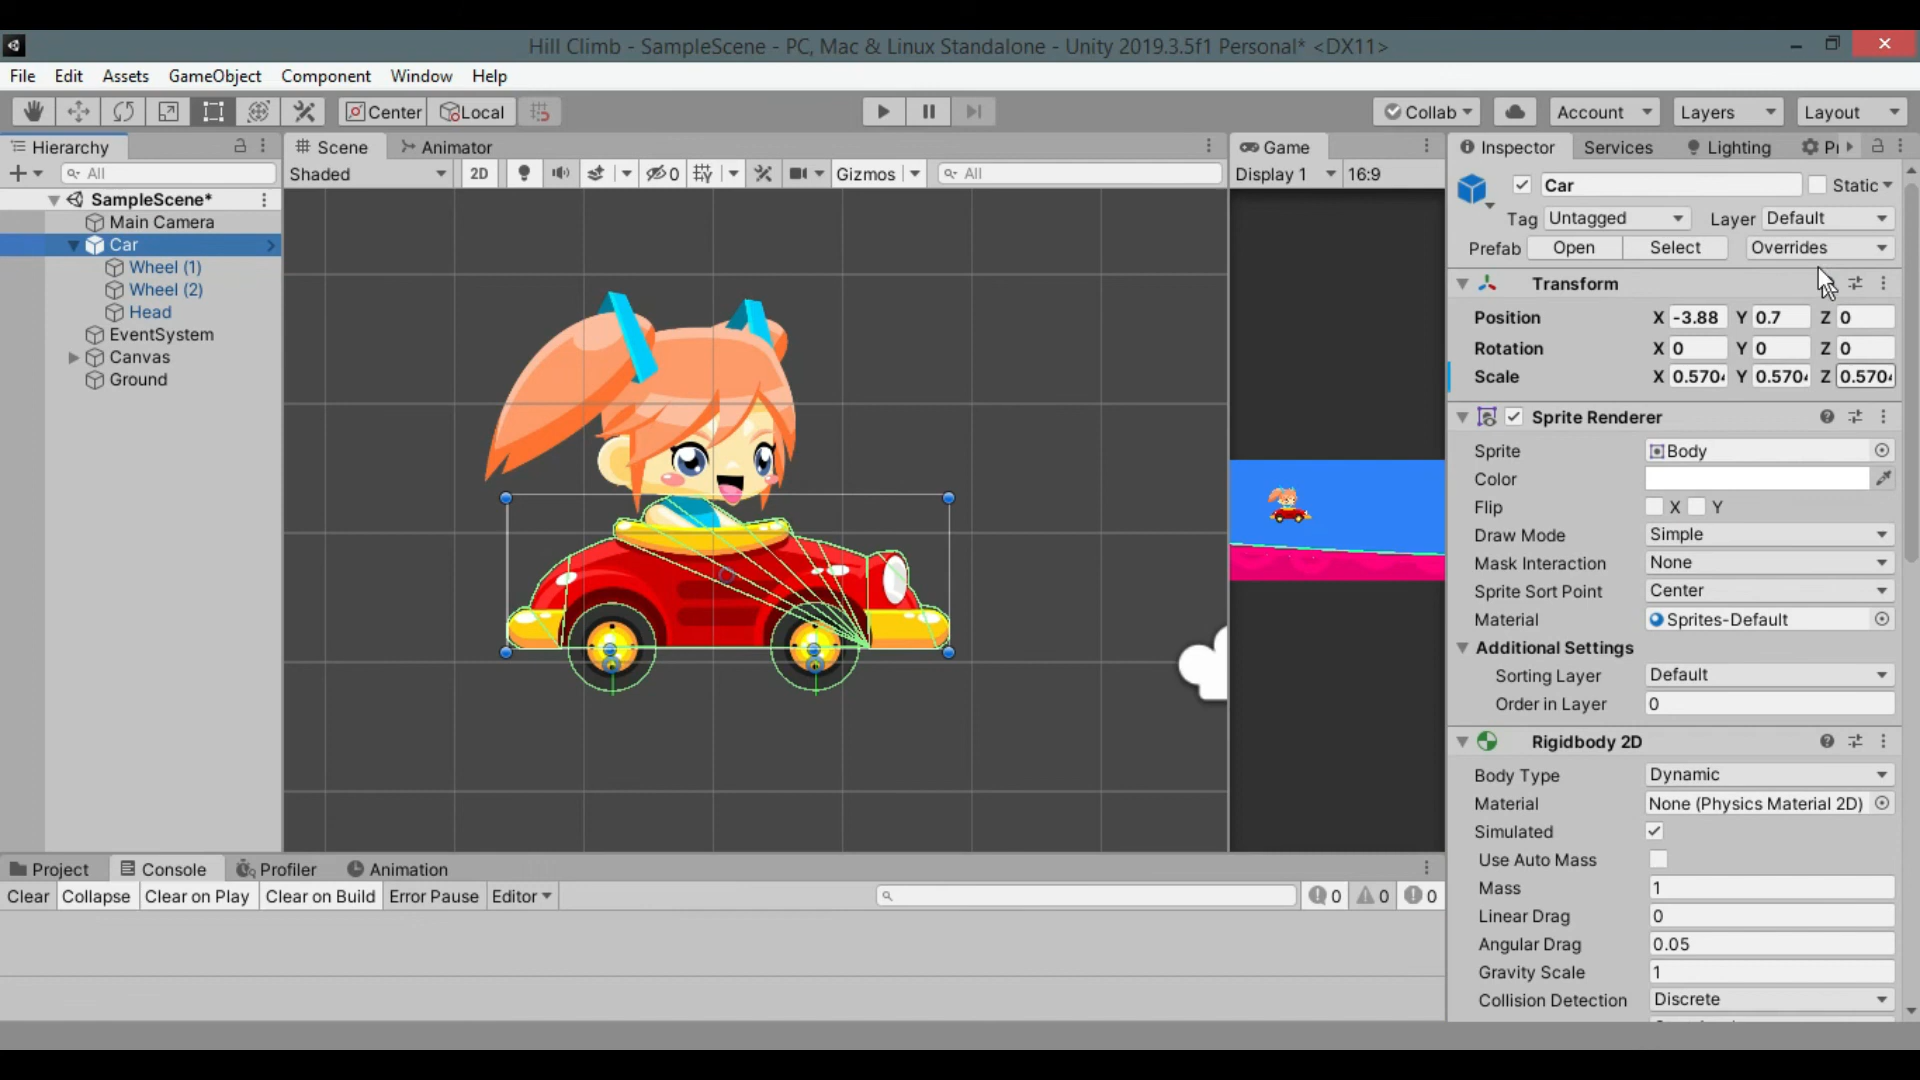 Hill Climb - SampleScene - PC, Mac & Linux Standalone - Unity 2019.3.5f1 Personal* <DX11>
File Edit Assets GameObject Component Window Help
Center Local Collab Account Layers Layout
Hierarchy Scene Animator Game Inspector Services Lighting
All Shaded 2D 0 Gizmos All Display 1 16:9
SampleScene*
Main Camera
Car
Wheel (1)
Wheel (2)
Head
EventSystem
Canvas
Ground
Car Static
Tag Untagged Layer Default
Prefab Open Select Overrides
Transform
Position X -3.88 Y 0.7 Z 0
Rotation X 0 Y 0 Z 0
Scale X 0.570 Y 0.570 Z 0.570
Sprite Renderer
Sprite Body
Color
Flip X Y
Draw Mode Simple
Mask Interaction None
Sprite Sort Point Center
Material Sprites-Default
Additional Settings
Sorting Layer Default
Order in Layer 0
Rigidbody 2D
Body Type Dynamic
Material None (Physics Material 2D)
Simulated
Use Auto Mass
Mass 1
Linear Drag 0
Angular Drag 0.05
Gravity Scale 1
Collision Detection Discrete
Project Console Profiler Animation
Clear Collapse Clear on Play Clear on Build Error Pause Editor 0 0 0